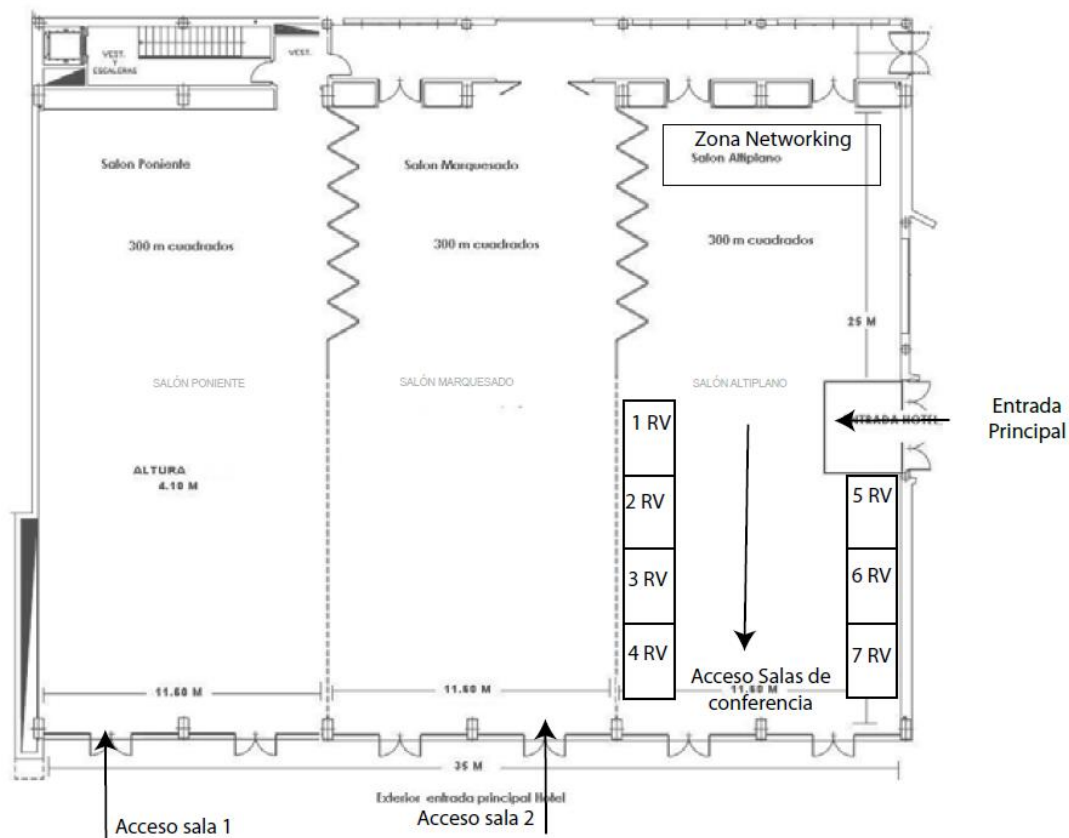 VEST.
Y
ESCALERAS
VEST.
Zona Networking
Salon Poniente
Salon Marquesado
Salon Altiplano
300 m cuadrados
300 m cuadrados
300 m cuadrados
25 M
SALÓN PONIENTE
SALÓN MARQUESADO
SALÓN ALTIPLANO
Entrada
Principal
ENTRADA HOTEL
1 RV
2 RV
3 RV
4 RV
5 RV
6 RV
7 RV
ALTURA
4.10 M
Acceso Salas de
conferencia
11.60 M
11.60 M
11.60 M
35 M
Exterior entrada principal Hotel
Acceso sala 1
Acceso sala 2